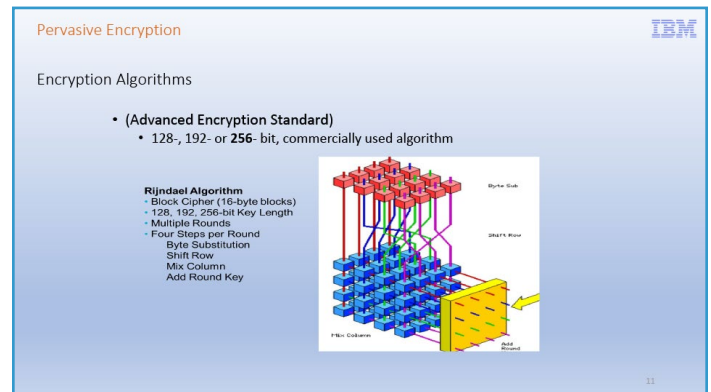 Pervasive Encryption
IBM
Encryption Algorithms
• (Advanced Encryption Standard)
• 128-, 192- or 256- bit, commercially used algorithm
Rijndael Algorithm
• Block Cipher (16-byte blocks)
• 128, 192, 256-bit Key Length
• Multiple Rounds
• Four Steps per Round
Byte Substitution
Shift Row
Mix Column
Add Round Key
Byte Sub
Shift Row
Mix Column
Add
Round
11